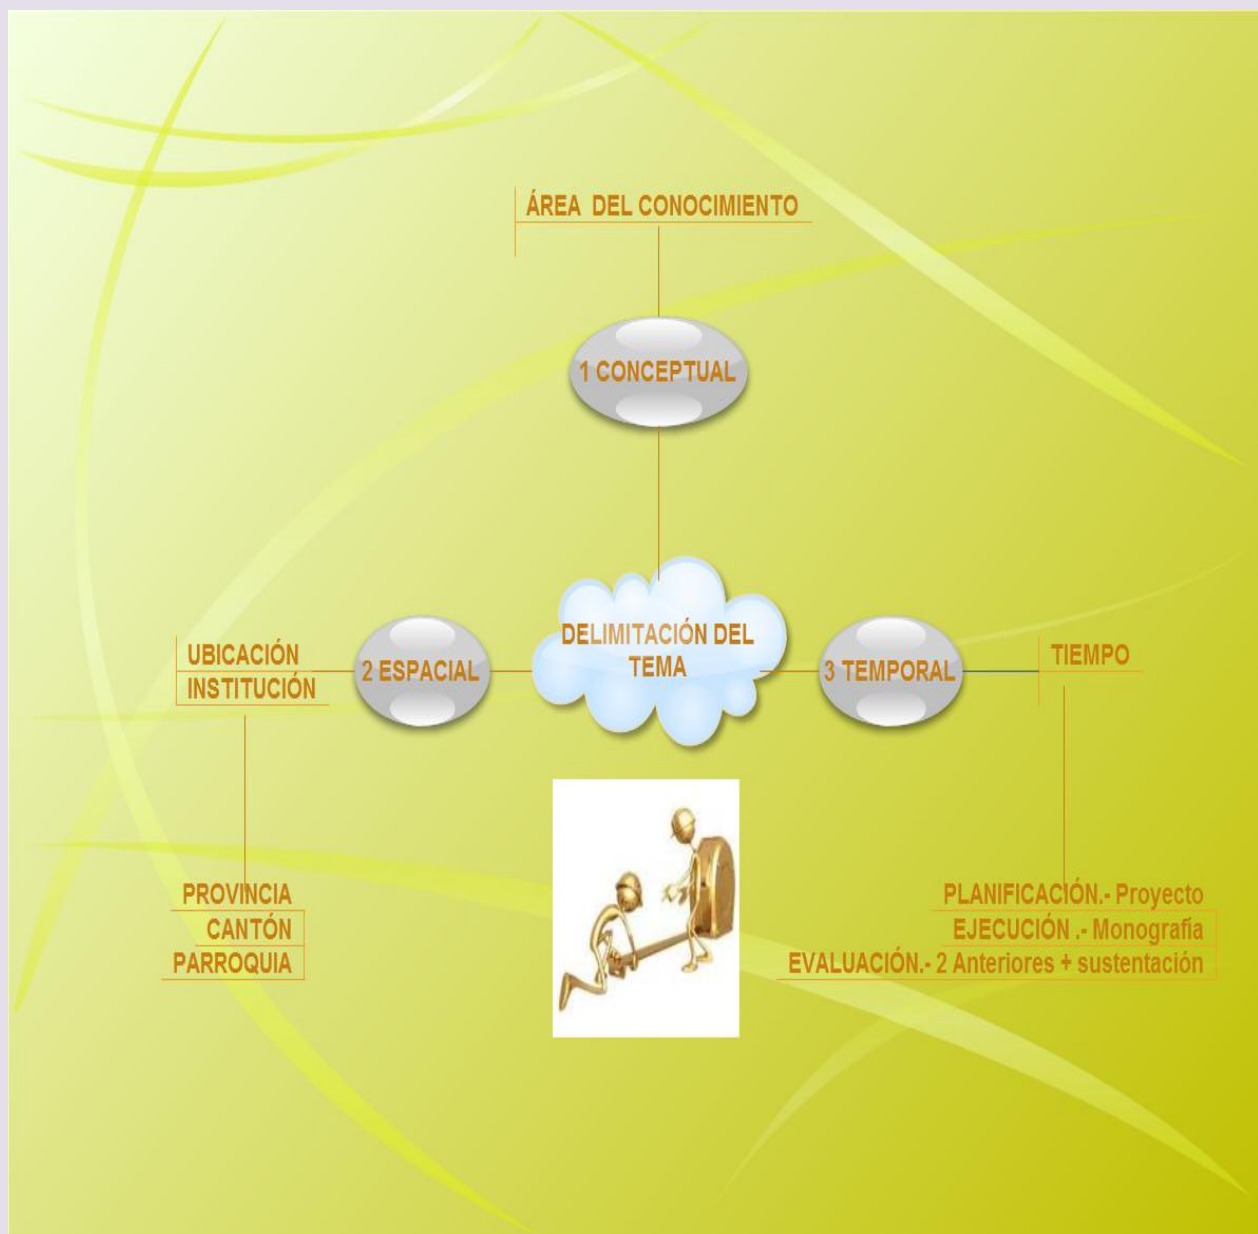 ÁREA DEL CONOCIMIENTO
1 CONCEPTUAL
DELIMITACIÓN DEL
TEMA
UBICACIÓN
INSTITUCIÓN
2 ESPACIAL
3 TEMPORAL
TIEMPO
PROVINCIA
CANTÓN
PARROQUIA
PLANIFICACIÓN.- Proyecto
EJECUCIÓN .- Monografía
EVALUACIÓN.- 2 Anteriores + sustentación